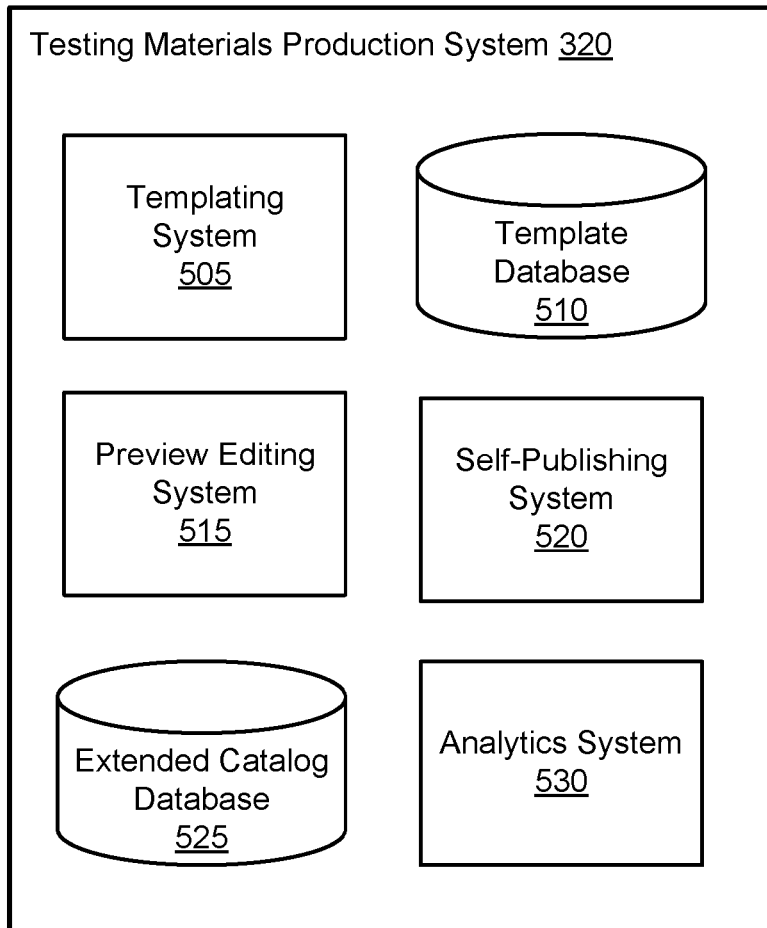 Testing Materials Production System 320
Templating
System
505
Template
Database
510
Preview Editing
System
515
Self-Publishing
System
520
Extended Catalog
Database
525
Analytics System
530